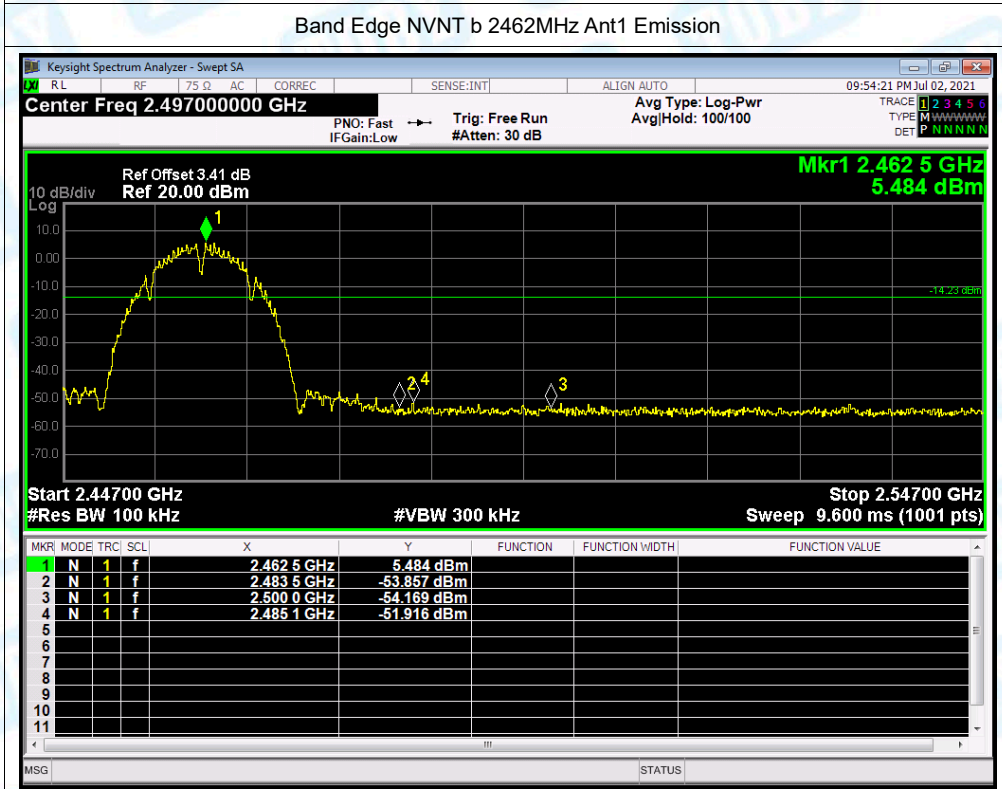 Band Edge NVNT b 2462MHz Ant1 Emission
Keysight Spectrum Analyzer - Swept SA
LXI RL RF 75 Ω AC CORREC SENSE:INT ALIGN AUTO 09:54:21 PM Jul 02, 2021
Center Freq 2.497000000 GHz Avg Type: Log-Pwr TRACE 1 2 3 4 5 6
PNO: Fast Trig: Free Run Avg|Hold: 100/100 TYPE M WWWWW
IFGain:Low #Atten: 30 dB DET P N N N N N
Mkr1 2.462 5 GHz
Ref Offset 3.41 dB
10 dB/div Ref 20.00 dBm 5.484 dBm
Log
1
10.0
0.00
-10.0
-14.23 dBm
-20.0
-30.0
-40.0
2 4 3
-50.0
-60.0
-70.0
Start 2.44700 GHz Stop 2.54700 GHz
#Res BW 100 kHz #VBW 300 kHz Sweep 9.600 ms (1001 pts)
MKR MODE TRC SCL X Y FUNCTION FUNCTION WIDTH FUNCTION VALUE
1 N 1 f 2.462 5 GHz 5.484 dBm
2 N 1 f 2.483 5 GHz -53.857 dBm
3 N 1 f 2.500 0 GHz -54.169 dBm
4 N 1 f 2.485 1 GHz -51.916 dBm
5
6
7
8
9
10
11
MSG STATUS